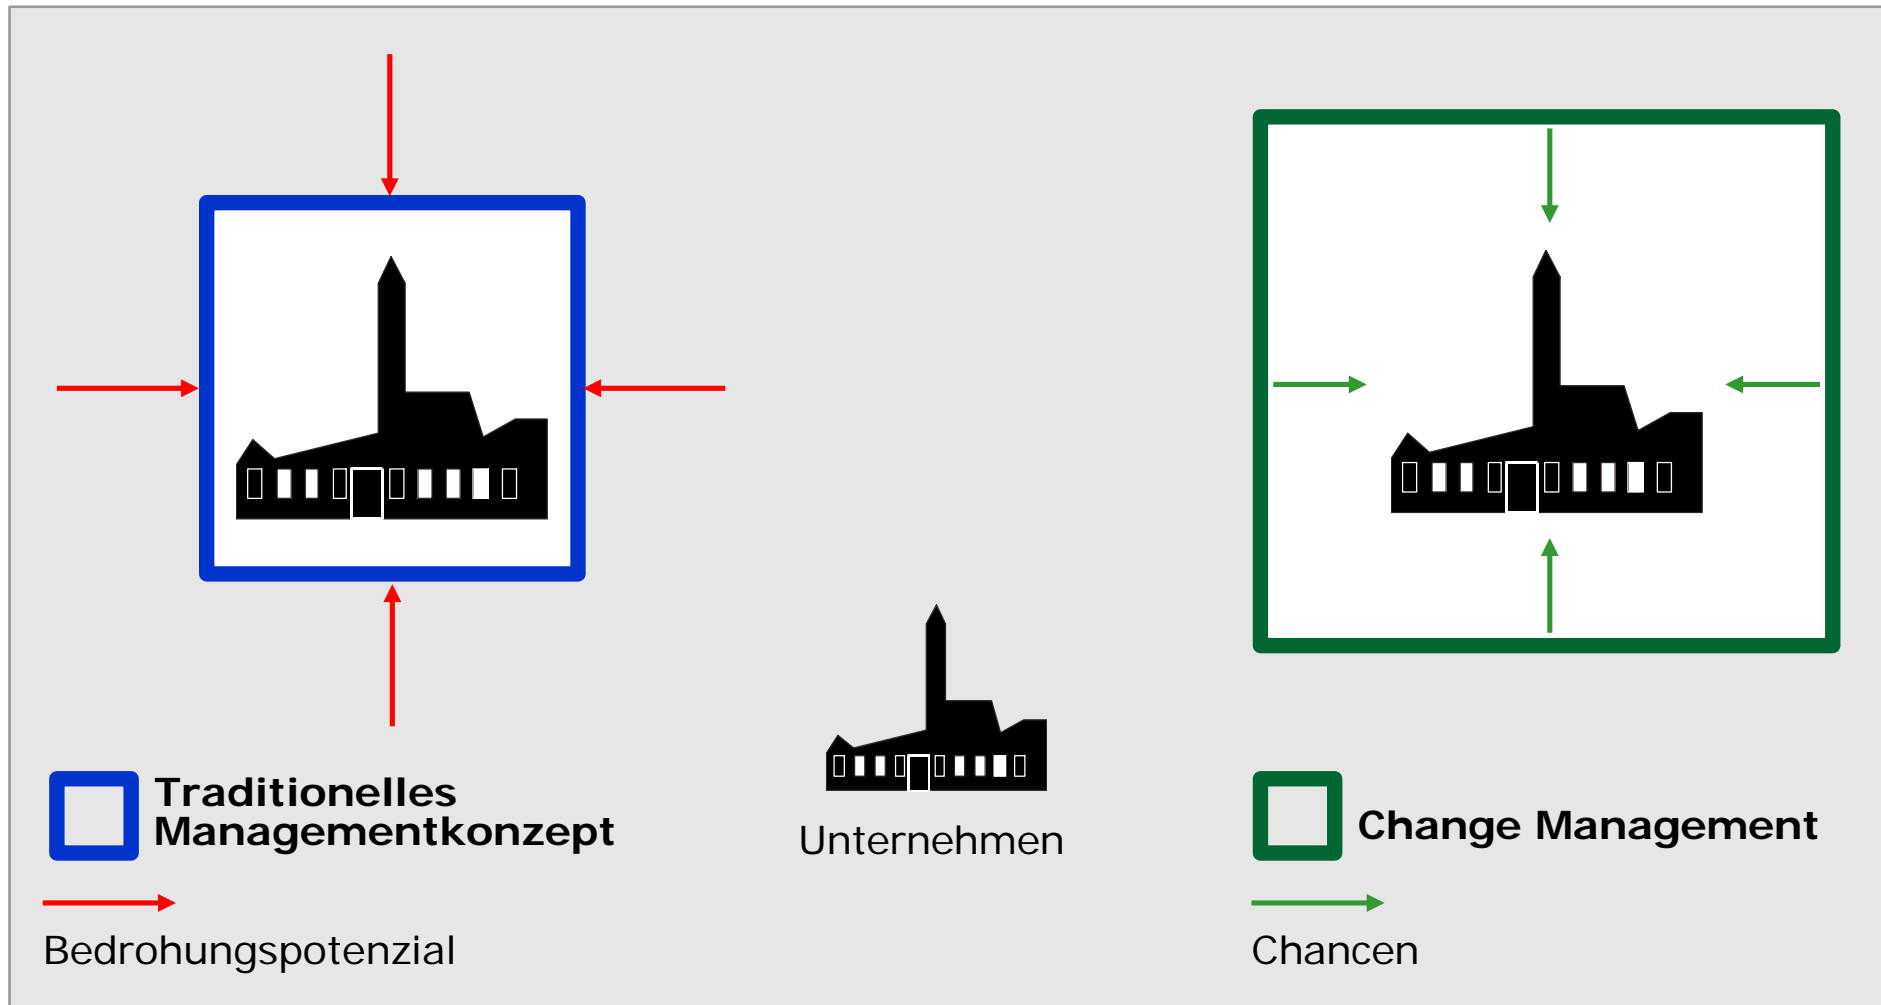 Traditionelles
Managementkonzept
Bedrohungspotenzial
Unternehmen
Change Management
Chancen